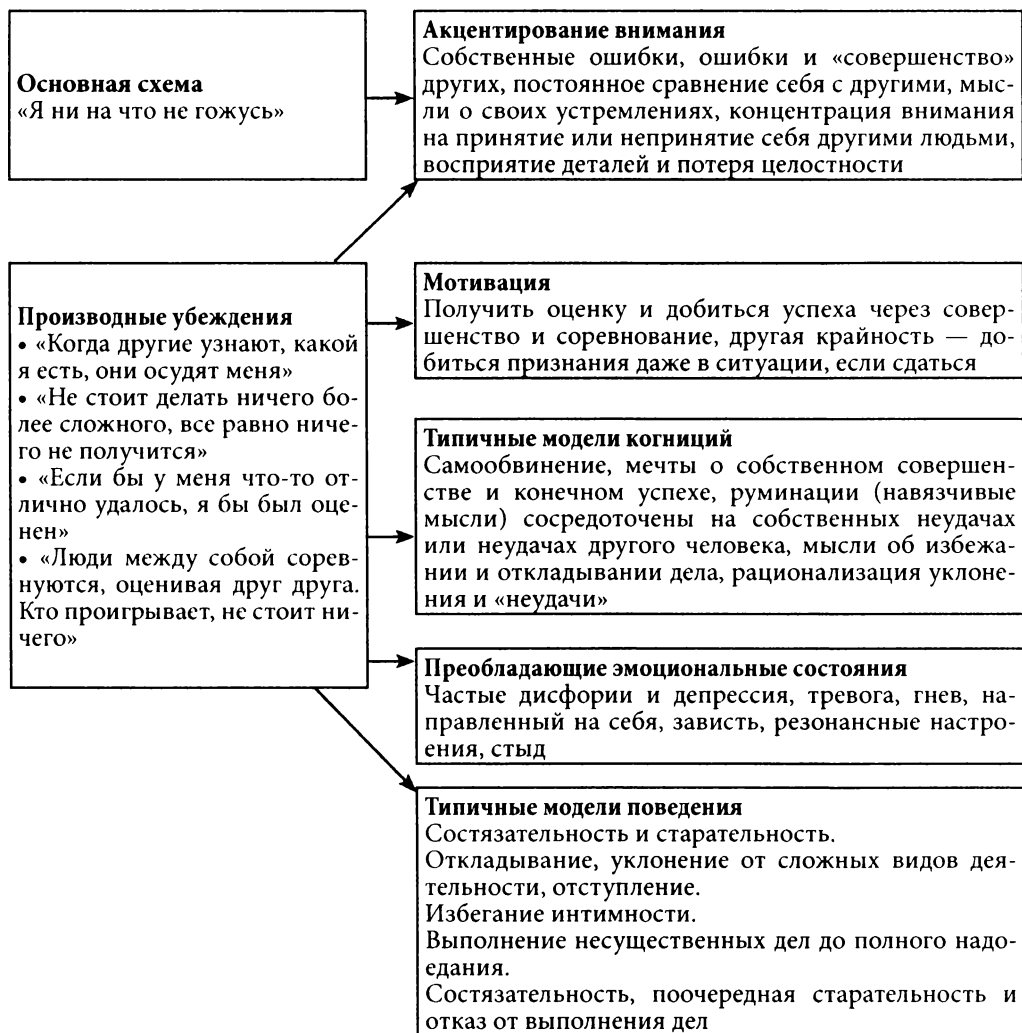 Основная схема
«Я ни на что не гожусь»
Акцентирование внимания
Собственные ошибки, ошибки и «совершенство»
других, постоянное сравнение себя с другими, мыс-
ли о своих устремлениях, концентрация внимания
на принятие или непринятие себя другими людьми,
восприятие деталей и потеря целостности
Производные убеждения
• «Когда другие узнают, какой
я есть, они осудят меня»
• «Не стоит делать ничего бо-
лее сложного, все равно ниче-
го не получится»
• «Если бы у меня что-то от-
лично удалось, я бы был оце-
нен»
• «Люди между собой сорев-
нуются, оценивая друг друга.
Кто проигрывает, не стоит ни-
чего»
Мотивация
Получить оценку и добиться успеха через совер-
шенство и соревнование, другая крайность — до-
биться признания даже в ситуации, если сдаться
Типичные модели когниций
Самообвинение, мечты о собственном совершен-
стве и конечном успехе, руминации (навязчивые
мысли) сосредоточены на собственных неудачах
или неудачах другого человека, мысли об избежа-
нии и откладывании дела, рационализация уклоне-
ния и «неудачи»
Преобладающие эмоциональные состояния
Частые дисфории и депрессия, тревога, гнев, на-
правленный на себя, зависть, резонансные настро-
ения, стыд
Типичные модели поведения
Состязательность и старательность.
Откладывание, уклонение от сложных видов дея-
тельности, отступление.
Избегание интимности.
Выполнение несущественных дел до полного надо-
едания.
Состязательность, поочередная старательность и
отказ от выполнения дел